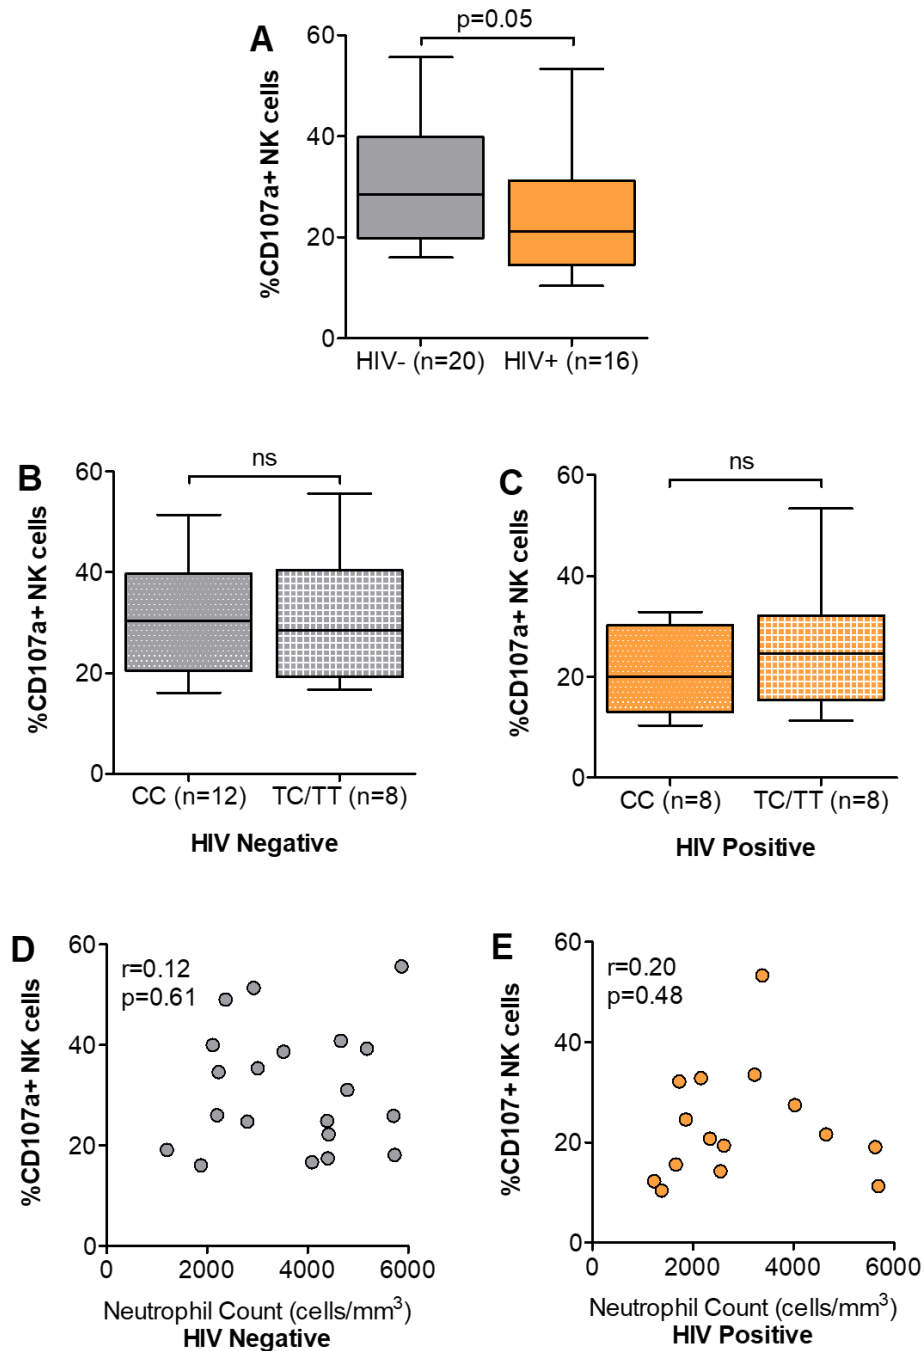 A
p=0.05
%CD107a+ NK cells
60
40
20
0
HIV- (n=20) HIV+ (n=16)
B
ns
%CD107a+ NK cells
60
40
20
0
CC (n=12) TC/TT (n=8)
HIV Negative
C
ns
%CD107a+ NK cells
60
40
20
0
CC (n=8) TC/TT (n=8)
HIV Positive
D
r=0.12
p=0.61
%CD107a+ NK cells
60
40
20
0
0 2000 4000 6000
Neutrophil Count (cells/mm³)
HIV Negative
E
r=0.20
p=0.48
%CD107+ NK cells
60
40
20
0
0 2000 4000 6000
Neutrophil Count (cells/mm³)
HIV Positive